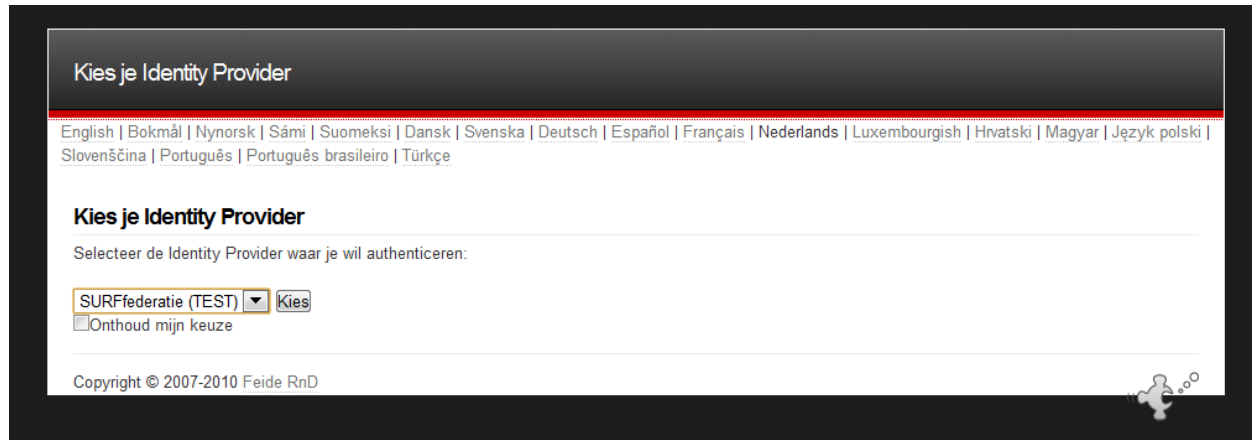 Kies je Identity Provider
English | Bokmål | Nynorsk | Sámi | Suomeksi | Dansk | Svenska | Deutsch | Español | Français | Nederlands | Luxembourgish | Hrvatski | Magyar | Język polski |
Slovenščina | Português | Português brasileiro | Türkçe
Kies je Identity Provider
Selecteer de Identity Provider waar je wil authenticeren:
SURFfederatie (TEST) Kies
Onthoud mijn keuze
Copyright © 2007-2010 Feide RnD